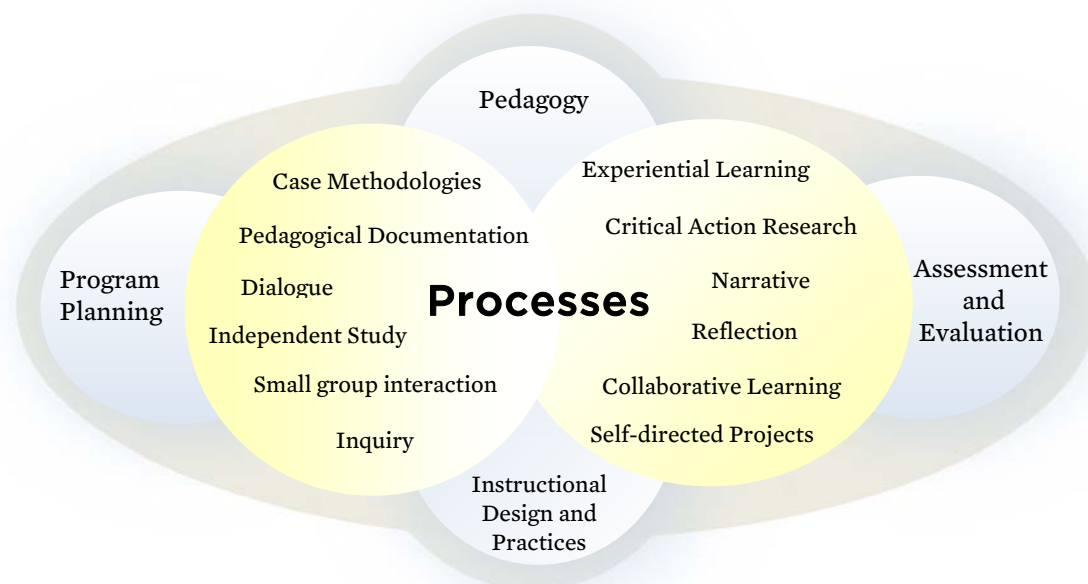 Pedagogy
Case Methodologies
Pedagogical Documentation
Dialogue
Independent Study
Small group interaction
Inquiry
Processes
Experiential Learning
Critical Action Research
Narrative
Reflection
Collaborative Learning
Self-directed Projects
Program
Planning
Assessment
and
Evaluation
Instructional
Design and
Practices